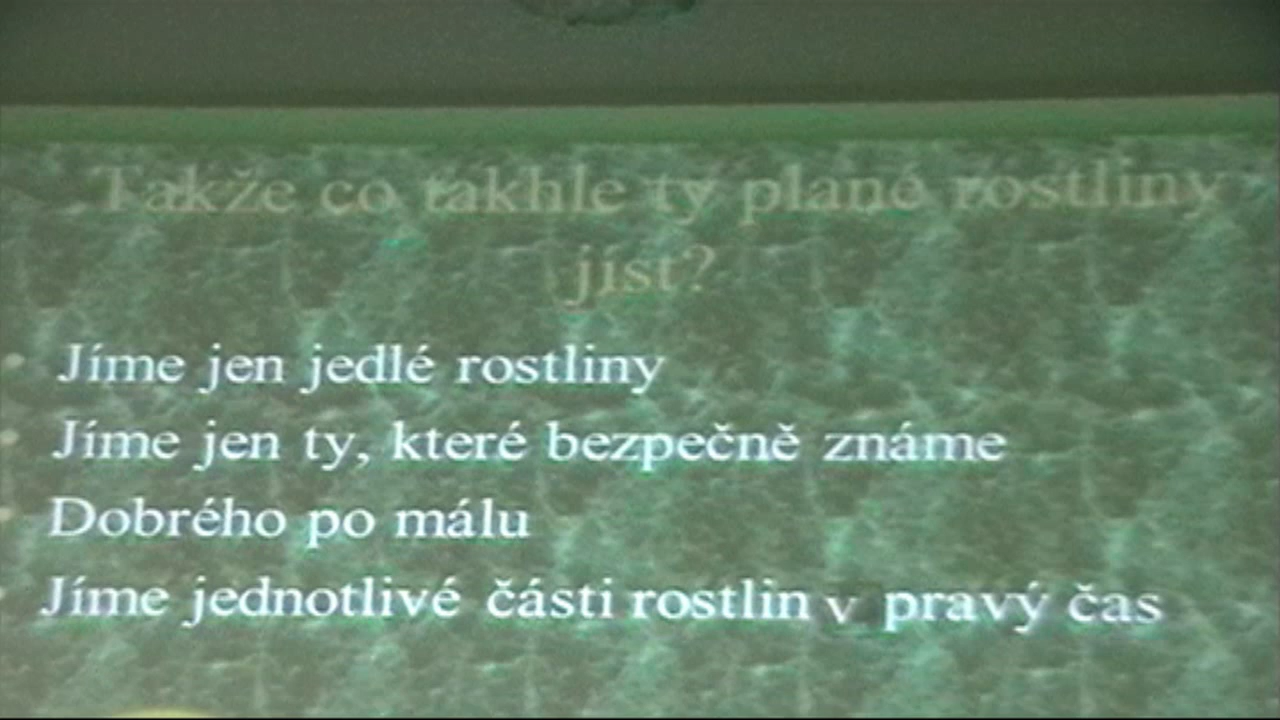 Takže co takhle ty plané rostliny
jíst?
Jíme jen jedlé rostliny
Jíme jen ty, které bezpečně známe
Dobrého po málu
Jíme jednotlivé části rostlin v pravý čas